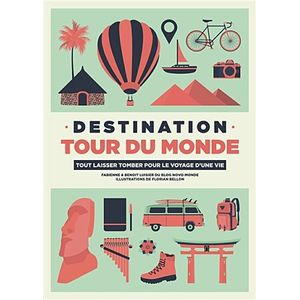 DESTINATION
TOUR DU MONDE
TOUT LAISSER TOMBER POUR LE VOYAGE D'UNE VIE
FABIENNE & BENOIT LUISIER DU BLOG NOVO-MONDE
ILLUSTRATIONS DE FLORIAN BELLON